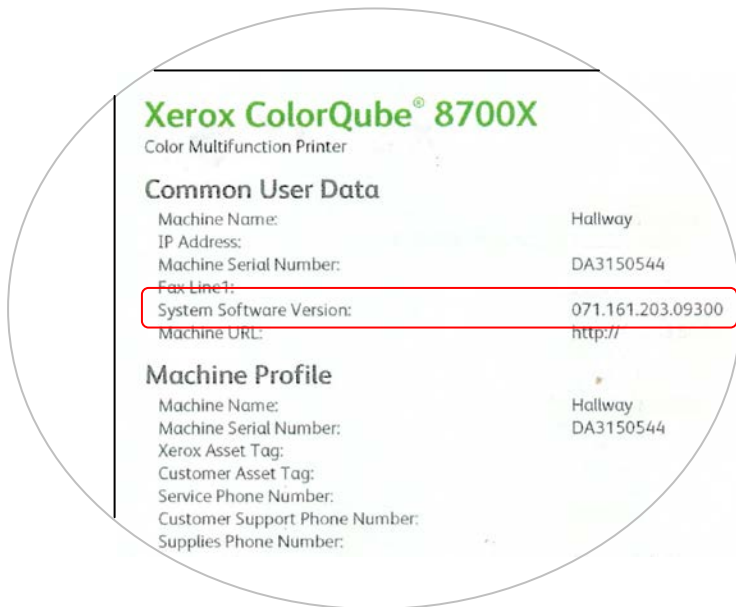 Xerox ColorQube® 8700X
Color Multifunction Printer
Common User Data
Machine Name: Hallway
IP Address:
Machine Serial Number: DA3150544
Fax Line1:
System Software Version: 071.161.203.09300
Machine URL: http://
Machine Profile
Machine Name: Hallway
Machine Serial Number: DA3150544
Xerox Asset Tag:
Customer Asset Tag:
Service Phone Number:
Customer Support Phone Number:
Supplies Phone Number: